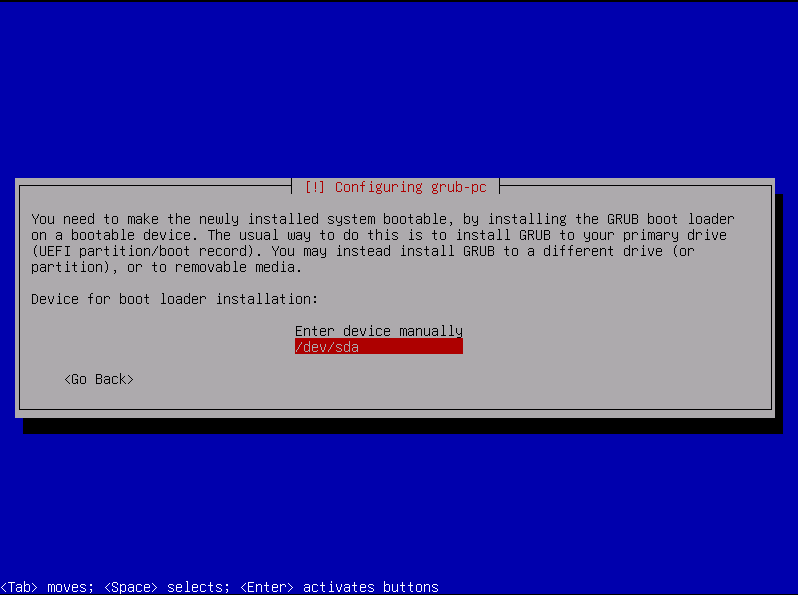 [!] Configuring grub-pc
You need to make the newly installed system bootable, by installing the GRUB boot loader
on a bootable device. The usual way to do this is to install GRUB to your primary drive
(UEFI partition/boot record). You may instead install GRUB to a different drive (or
partition), or to removable media.
Device for boot loader installation:
Enter device manually
/dev/sda
<Go Back>
<Tab> moves; <Space> selects; <Enter> activates buttons